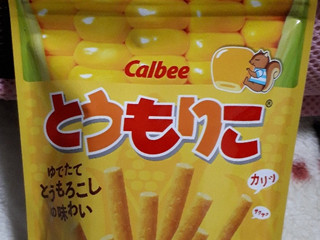 Calbee
とうもりこ®
ゆでたて
とうもろこし
の味わい
カリッ